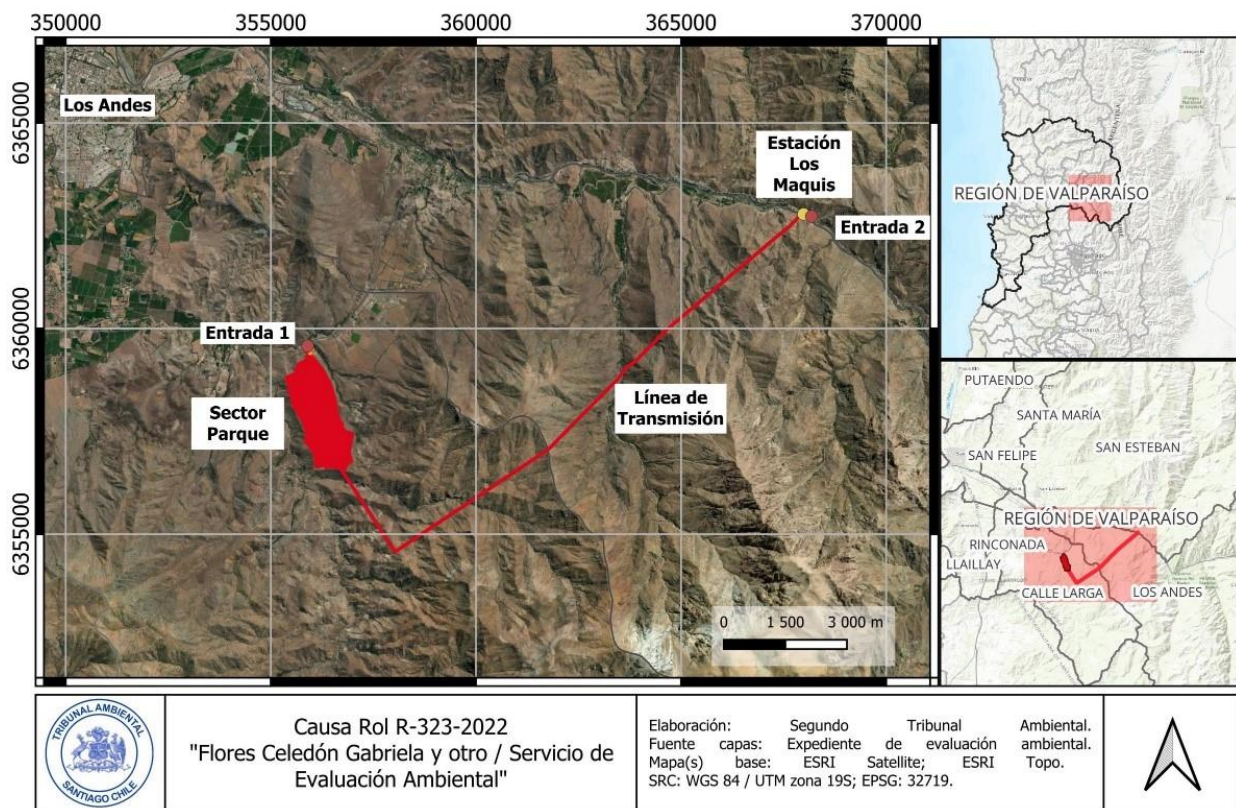 350000
355000
360000
365000
370000
6365000
6360000
6355000
Los Andes
Estación
Los
Maquis
Entrada 2
Entrada 1
Sector
Parque
Línea de
Transmisión
0 1 500 3 000 m
REGIÓN DE VALPARAÍSO
PUTAENDO
SANTA MARÍA
SAN ESTEBAN
SAN FELIPE
REGIÓN DE VALPARAÍSO
RINCONADA
LLAILLAY
CALLE LARGA
LOS ANDES
TRIBUNAL AMBIENTAL
SANTIAGO CHILE
Causa Rol R-323-2022
"Flores Celedón Gabriela y otro / Servicio de
Evaluación Ambiental"
Elaboración: Segundo Tribunal Ambiental.
Fuente capas: Expediente de evaluación ambiental.
Mapa(s) base: ESRI Satellite; ESRI Topo.
SRC: WGS 84 / UTM zona 19S; EPSG: 32719.